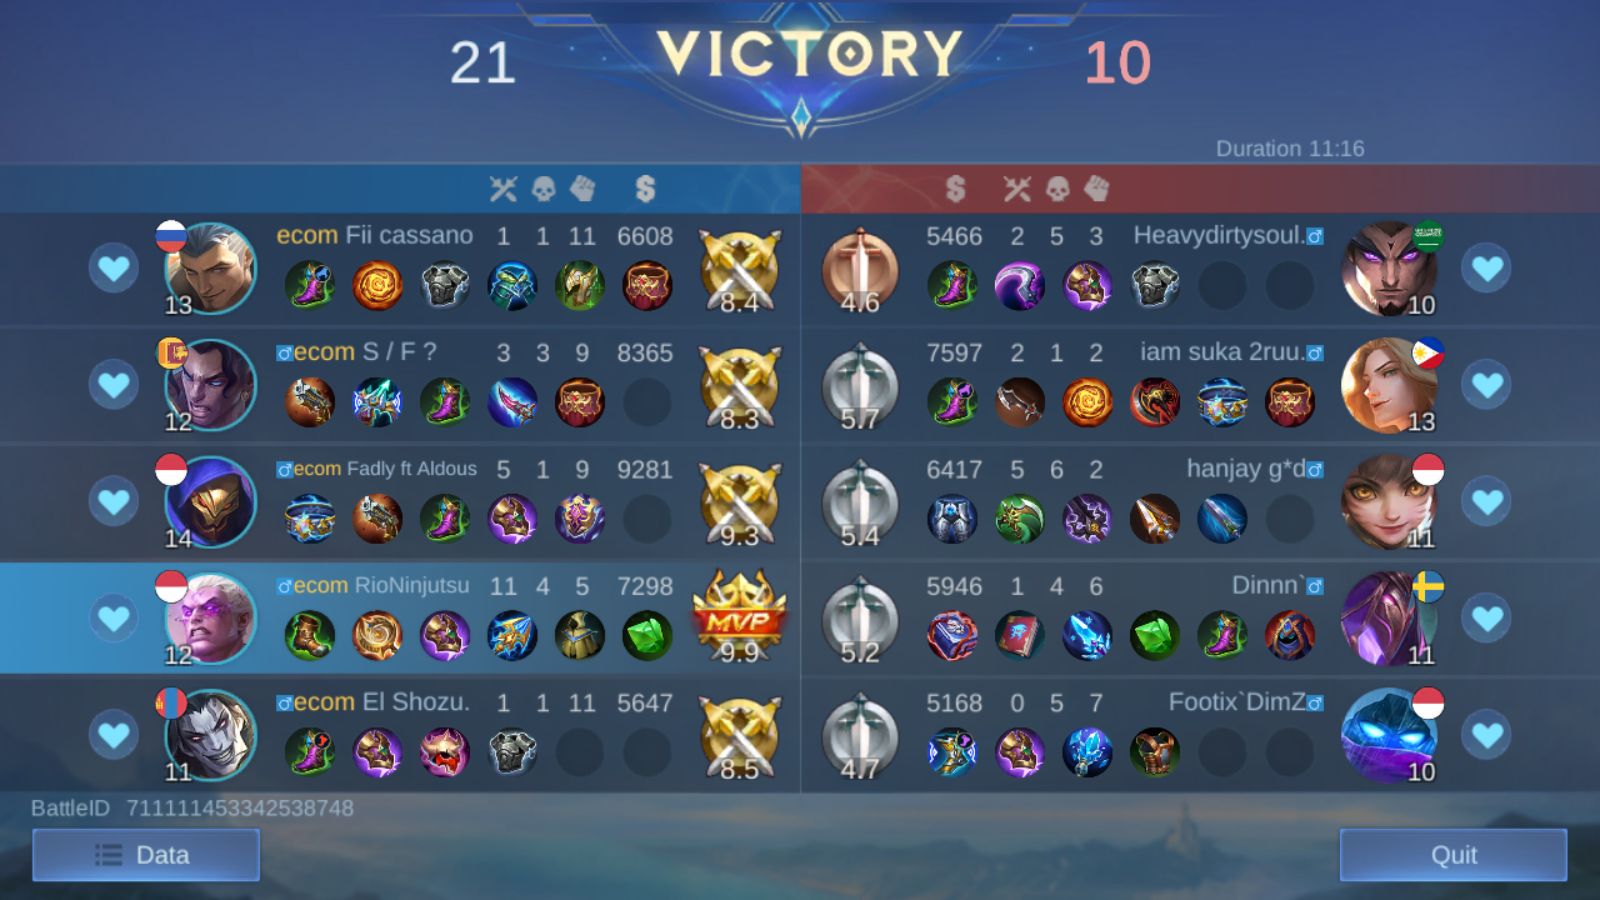 21 VICTORY 10
Duration 11:16
ecom Fii cassano 1 1 11 6608
13 8.4
5466 2 5 3 Heavydirtysoul.
4.6 10
ecom S / F ? 3 3 9 8365
12 8.3
7597 2 1 2 iam suka 2ruu.
5.7 13
ecom Fadly ft Aldous 5 1 9 9281
14 9.3
6417 5 6 2 hanjay g*d
5.4 11
ecom RioNinjutsu 11 4 5 7298
MVP
12 9.9
5946 1 4 6 Dinnn`
5.2 11
ecom El Shozu. 1 1 11 5647
11 8.5
5168 0 5 7 Footix`DimZ
4.7 10
BattleID 711111453342538748
Data Quit